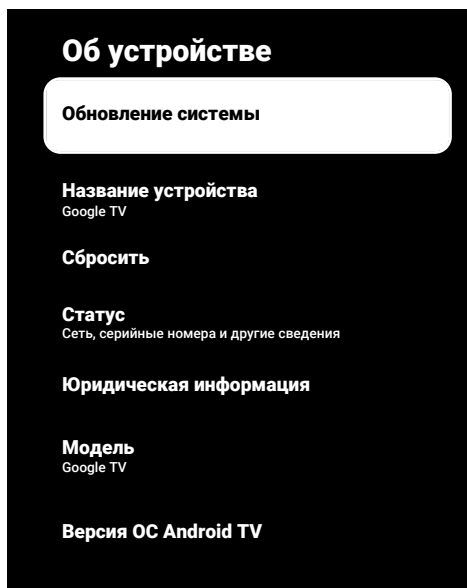 Об устройстве
Обновление системы
Название устройства
Google TV
Сбросить
Статус
Сеть, серийные номера и другие сведения
Юридическая информация
Модель
Google TV
Версия ОС Android TV